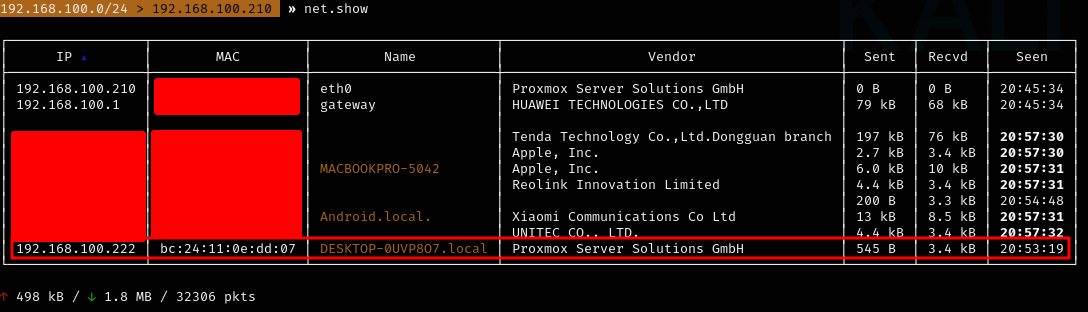 192.168.100.0/24 > 192.168.100.210 » net.show
IP ▴ MAC Name Vendor Sent Recvd Seen
192.168.100.210 eth0 Proxmox Server Solutions GmbH 0 B 0 B 20:45:34
192.168.100.1 gateway HUAWEI TECHNOLOGIES CO.,LTD 79 kB 68 kB 20:45:34
Tenda Technology Co.,Ltd.Dongguan branch 197 kB 76 kB 20:57:30
Apple, Inc. 2.7 kB 3.4 kB 20:57:30
MACBOOKPRO-5042 Apple, Inc. 6.0 kB 10 kB 20:57:31
Reolink Innovation Limited 4.4 kB 3.4 kB 20:57:31
200 B 3.3 kB 20:54:48
Android.local. Xiaomi Communications Co Ltd 13 kB 8.5 kB 20:57:31
UNITEC CO., LTD. 4.4 kB 3.4 kB 20:57:32
192.168.100.222 bc:24:11:0e:dd:07 DESKTOP-0UVP8O7.local Proxmox Server Solutions GmbH 545 B 3.4 kB 20:53:19
↑ 498 kB / ↓ 1.8 MB / 32306 pkts
KALI